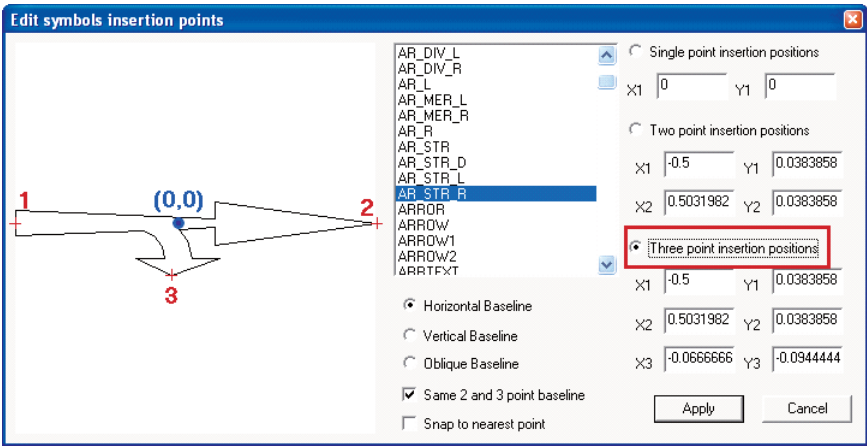 Edit symbols insertion points
1
(0,0)
2
3
AR_DIV_L
AR_DIV_R
AR_L
AR_MER_L
AR_MER_R
AR_R
AR_STR
AR_STR_D
AR_STR_L
AR_STR_R
ARROR
ARROW
ARROW1
ARROW2
ARRTEXT
Horizontal Baseline
Vertical Baseline
Oblique Baseline
Same 2 and 3 point baseline
Snap to nearest point
Single point insertion positions
X1 0 Y1 0
Two point insertion positions
X1 -0.5 Y1 0.0383858
X2 0.5031982 Y2 0.0383858
Three point insertion positions
X1 -0.5 Y1 0.0383858
X2 0.5031982 Y2 0.0383858
X3 -0.0666666 Y3 -0.0944444
Apply Cancel